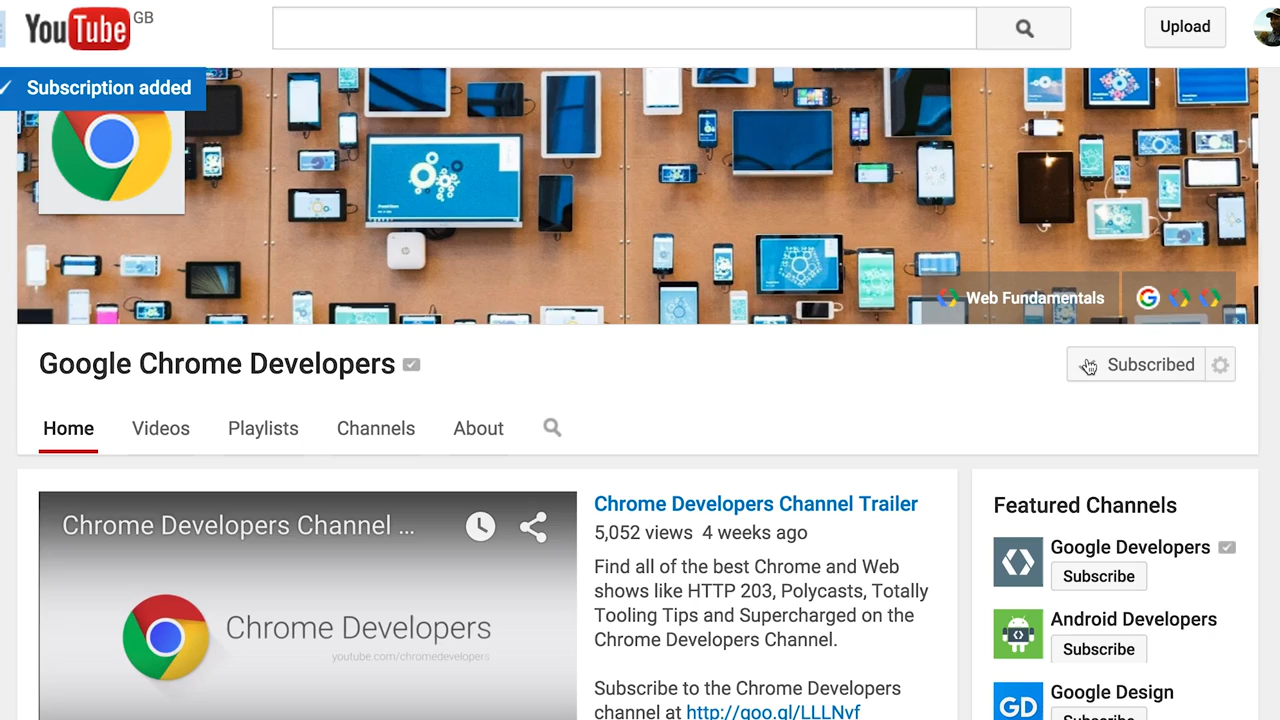 YouTube GB
Upload
Subscription added
Web Fundamentals
Google Chrome Developers
Subscribed
Home Videos Playlists Channels About
Chrome Developers Channel ...
Chrome Developers
youtube.com/chromedevelopers
Chrome Developers Channel Trailer
5,052 views 4 weeks ago
Find all of the best Chrome and Web
shows like HTTP 203, Polycasts, Totally
Tooling Tips and Supercharged on the
Chrome Developers Channel.
Subscribe to the Chrome Developers
channel at http://goo.gl/LLLNvf
Featured Channels
Google Developers
Subscribe
Android Developers
Subscribe
Google Design
GD
Subscribe